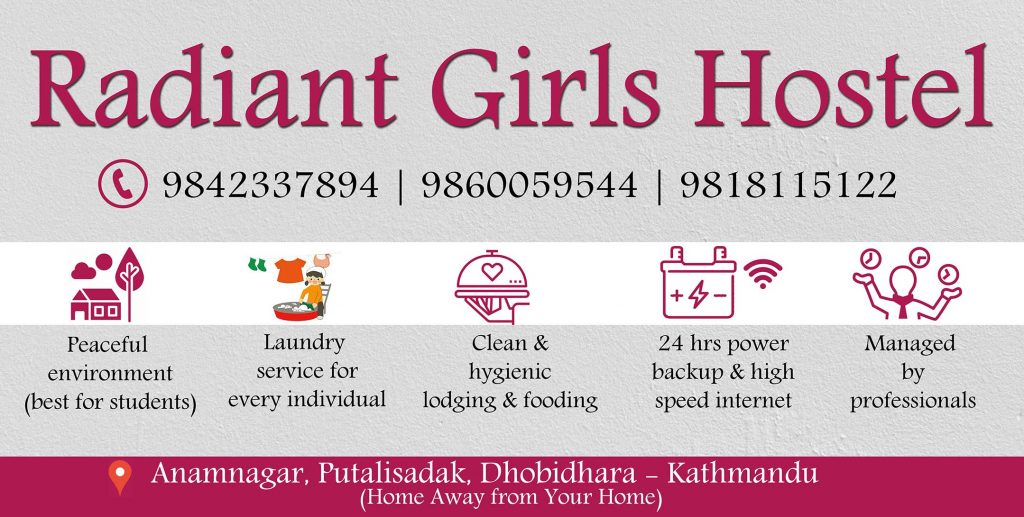 Radiant Girls Hostel
9842337894 | 9860059544 | 9818115122
Peaceful
environment
(best for students)
Laundry
service for
every individual
Clean &
hygienic
lodging & fooding
24 hrs power
backup & high
speed internet
Managed
by
professionals
Anamnagar, Putalisadak, Dhobidhara – Kathmandu
(Home Away from Your Home)